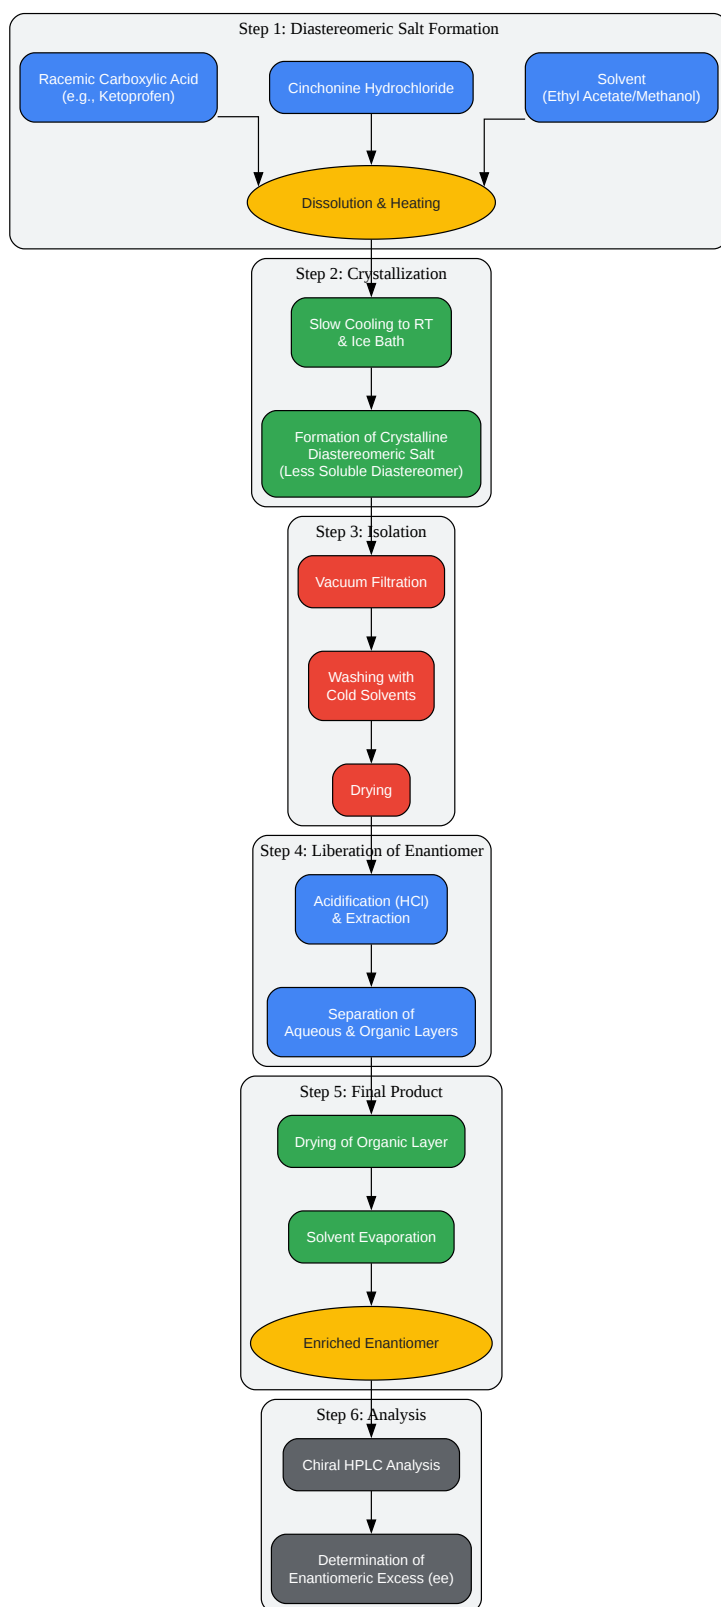 Step 1: Diastereomeric Salt Formation
Racemic Carboxylic Acid
(e.g., Ketoprofen)
Cinchonine Hydrochloride
Solvent
(Ethyl Acetate/Methanol)
Dissolution & Heating
Step 2: Crystallization
Slow Cooling to RT
& Ice Bath
Formation of Crystalline
Diastereomeric Salt
(Less Soluble Diastereomer)
Step 3: Isolation
Vacuum Filtration
Washing with
Cold Solvents
Drying
Step 4: Liberation of Enantiomer
Acidification (HCl)
& Extraction
Separation of
Aqueous & Organic Layers
Step 5: Final Product
Drying of Organic Layer
Solvent Evaporation
Enriched Enantiomer
Step 6: Analysis
Chiral HPLC Analysis
Determination of
Enantiomeric Excess (ee)